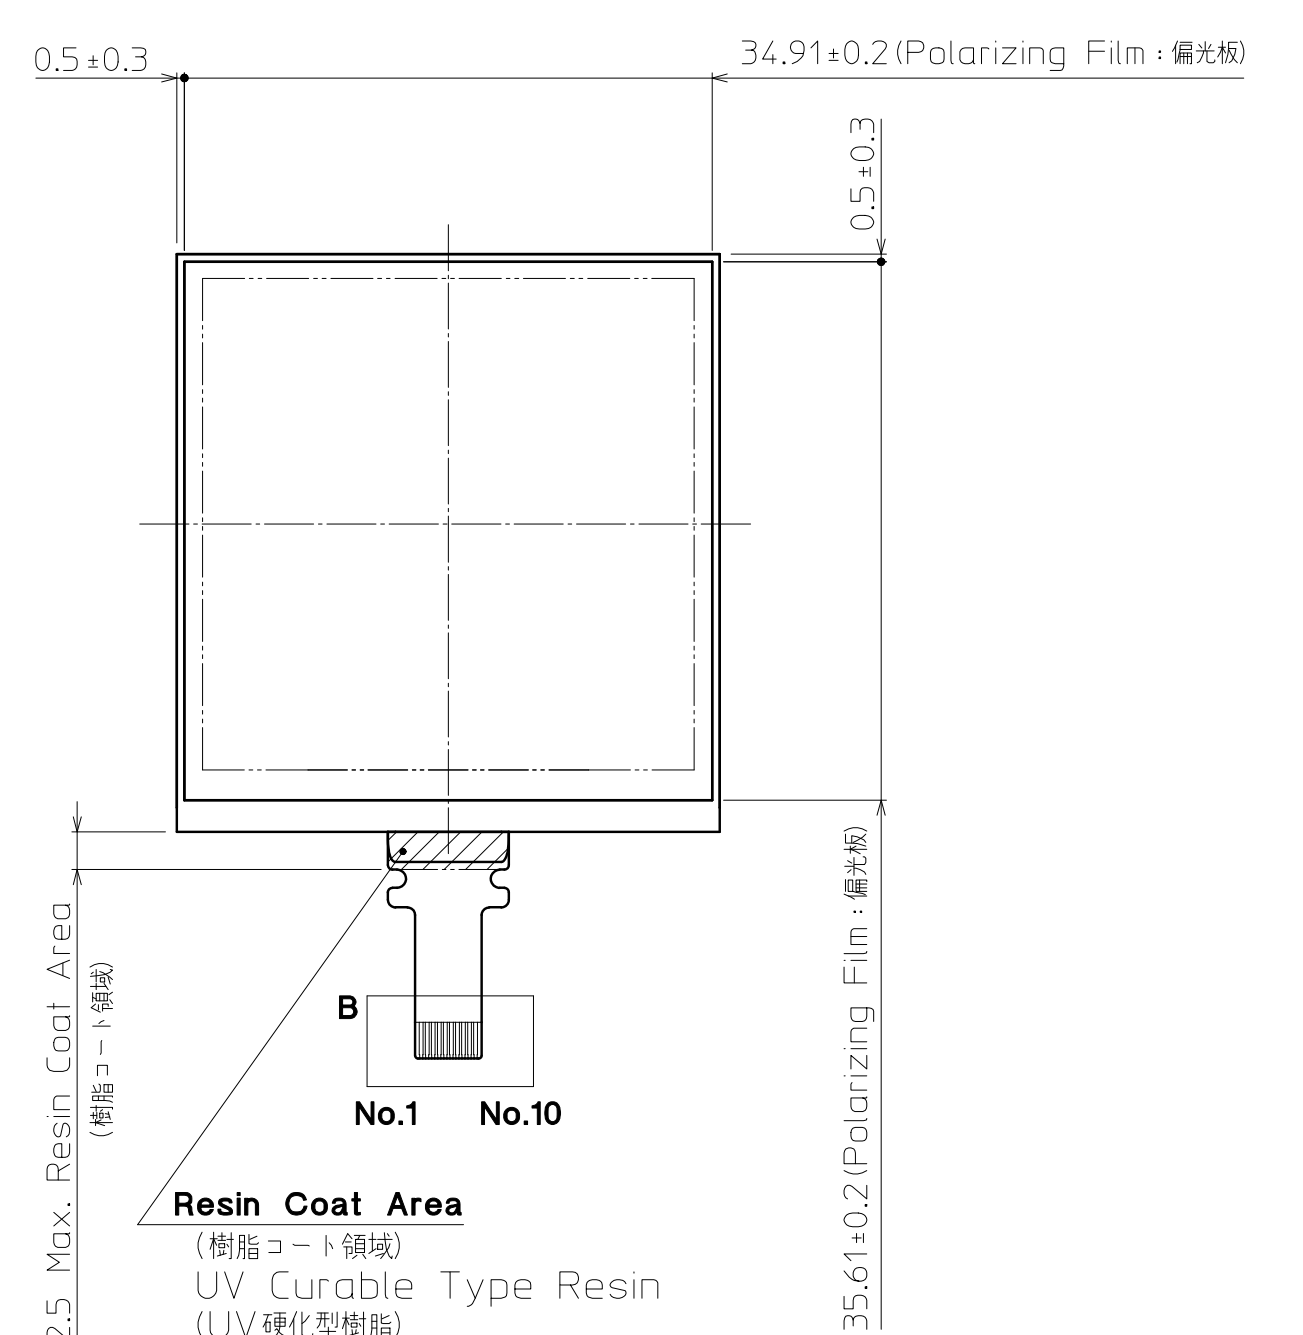 0.5±0.3
34.91±0.2(Polarizing Film:偏光板)
0.5±0.3
35.61±0.2(Polarizing Film:偏光板)
2.5 Max. Resin Coat Area
(樹脂コート領域)
B
No.1
No.10
Resin Coat Area
(樹脂コート領域)
UV Curable Type Resin
(UV硬化型樹脂)